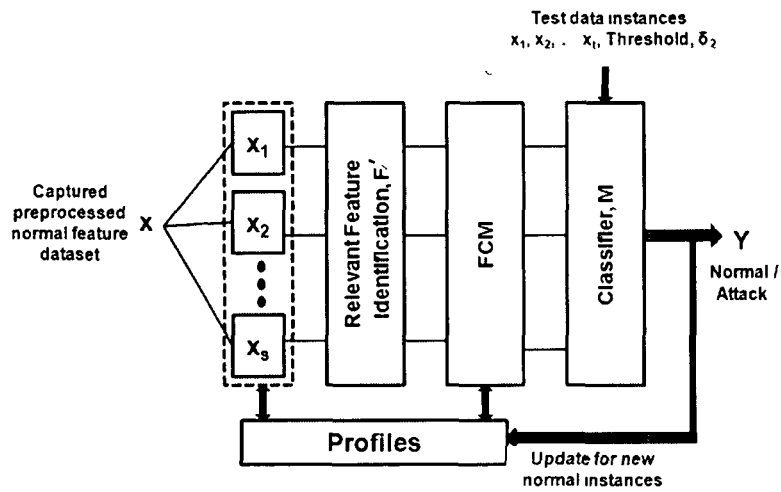 Test data instances
x1, x2, . xt, Threshold, δ2
Captured
preprocessed
normal feature
dataset
X
X1
X2
Xs
Relevant Feature
Identification, F′
FCM
Classifier, M
Y
Normal /
Attack
Profiles
Update for new
normal instances